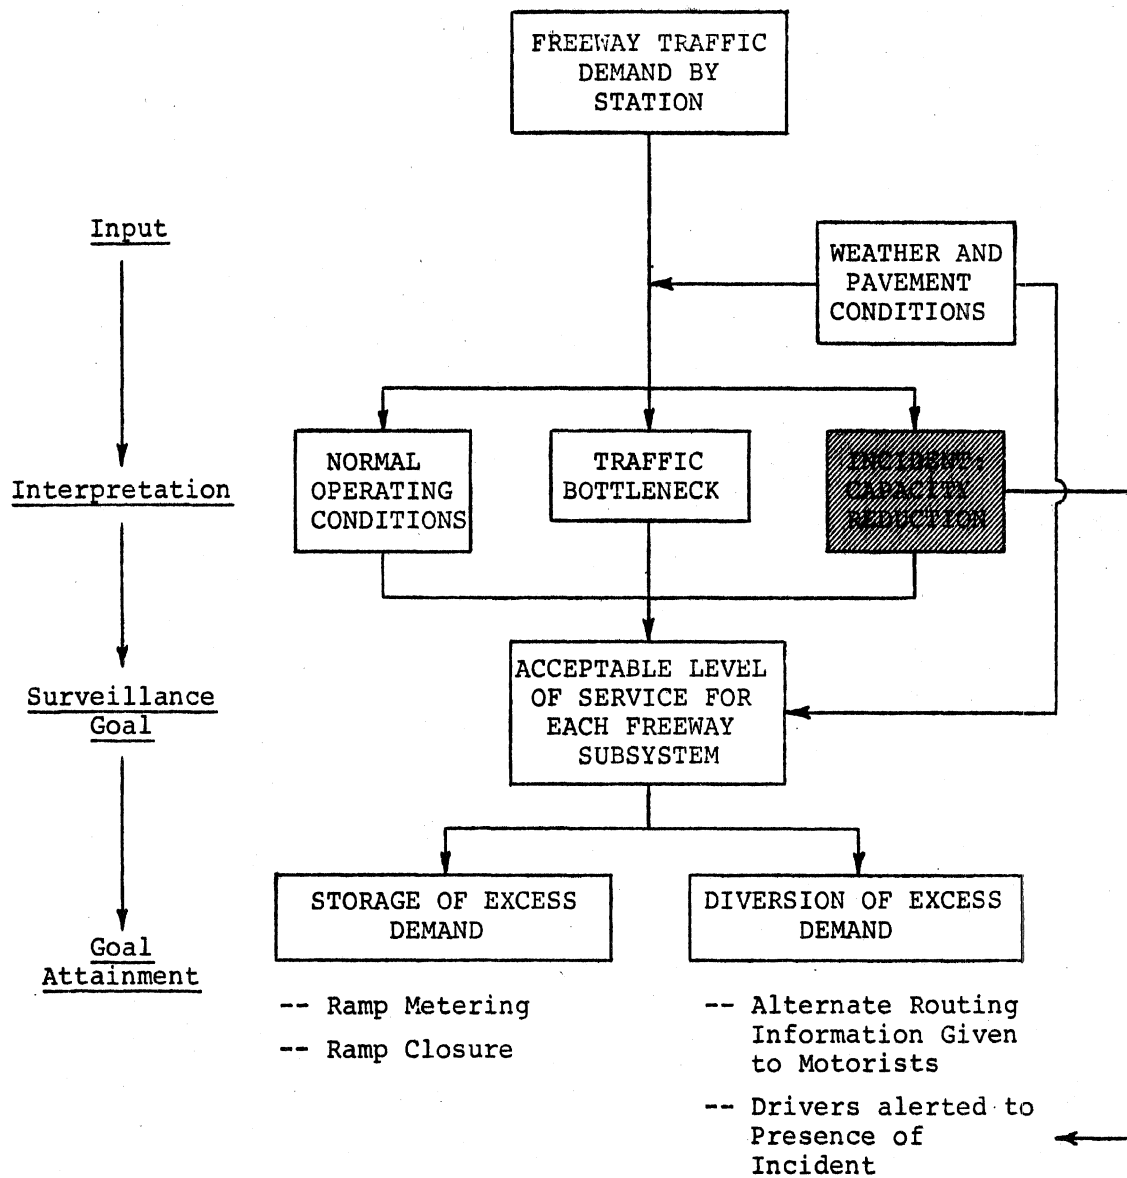 FREEWAY TRAFFIC
DEMAND BY
STATION
Input
WEATHER AND
PAVEMENT
CONDITIONS
Interpretation
NORMAL
OPERATING
CONDITIONS
TRAFFIC
BOTTLENECK
INCIDENT:
CAPACITY
REDUCTION
Surveillance
Goal
ACCEPTABLE LEVEL
OF SERVICE FOR
EACH FREEWAY
SUBSYSTEM
Goal
Attainment
STORAGE OF EXCESS
DEMAND
-- Ramp Metering
-- Ramp Closure
DIVERSION OF EXCESS
DEMAND
-- Alternate Routing
Information Given
to Motorists
-- Drivers alerted to
Presence of
Incident